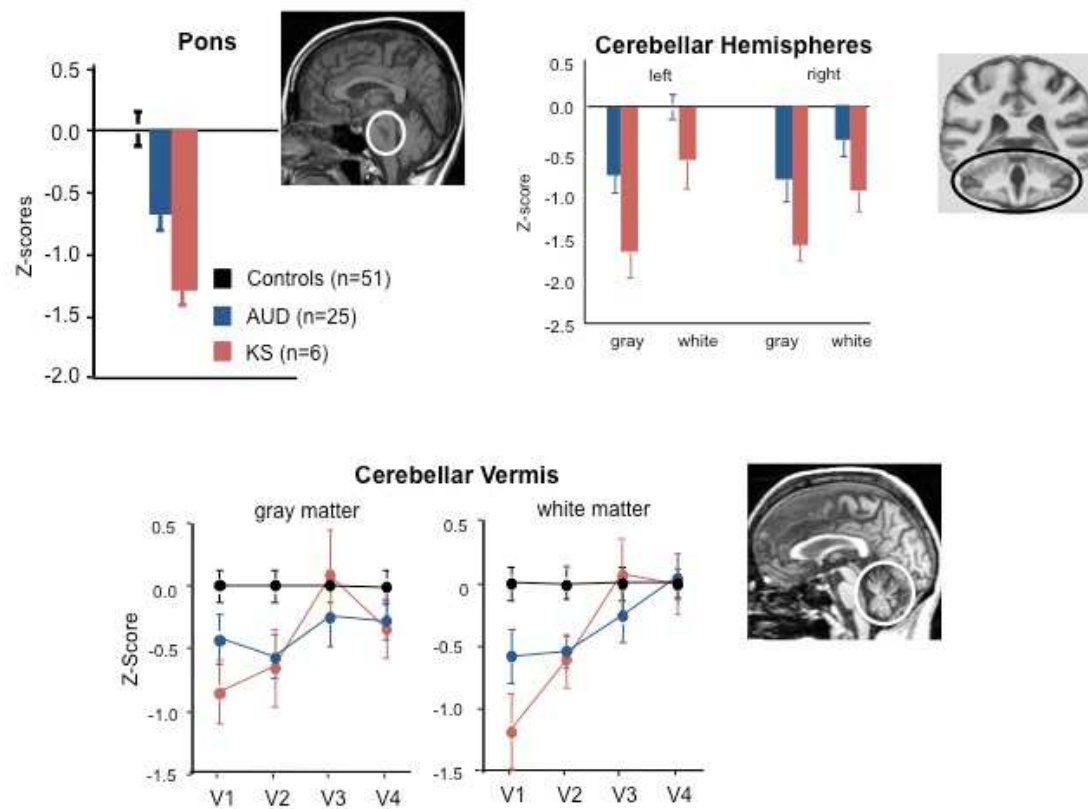 Pons
0.5
0.0
-0.5
-1.0
-1.5
-2.0
Z-scores
Controls (n=51)
AUD (n=25)
KS (n=6)
Cerebellar Hemispheres
left
right
0.5
0.0
-0.5
-1.0
-1.5
-2.0
-2.5
Z-score
gray
white
gray
white
Cerebellar Vermis
gray matter
0.5
0.0
-0.5
-1.0
-1.5
Z-Score
V1
V2
V3
V4
white matter
0.5
0.0
-0.5
-1.0
-1.5
V1
V2
V3
V4